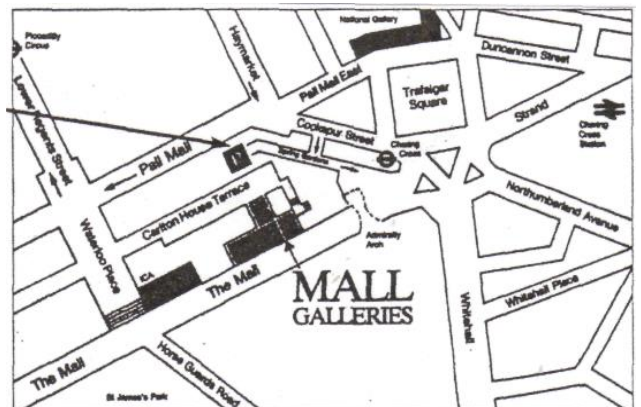 National Gallery
Piccadilly
Circus
Haymarket
Duncannon Street
Pall Mall East
Trafalgar
Square
Lower Regents Street
Strand
Cockspur Street
Charing
Cross
Charing
Cross
Station
Pall Mall
P
Spring Gardens
Carlton House Terrace
Northumberland Avenue
Waterloo Place
Admiralty
Arch
ICA
The Mall
MALL
GALLERIES
Whitehall
Whitehall Place
The Mall
Horse Guards Road
St James's Park